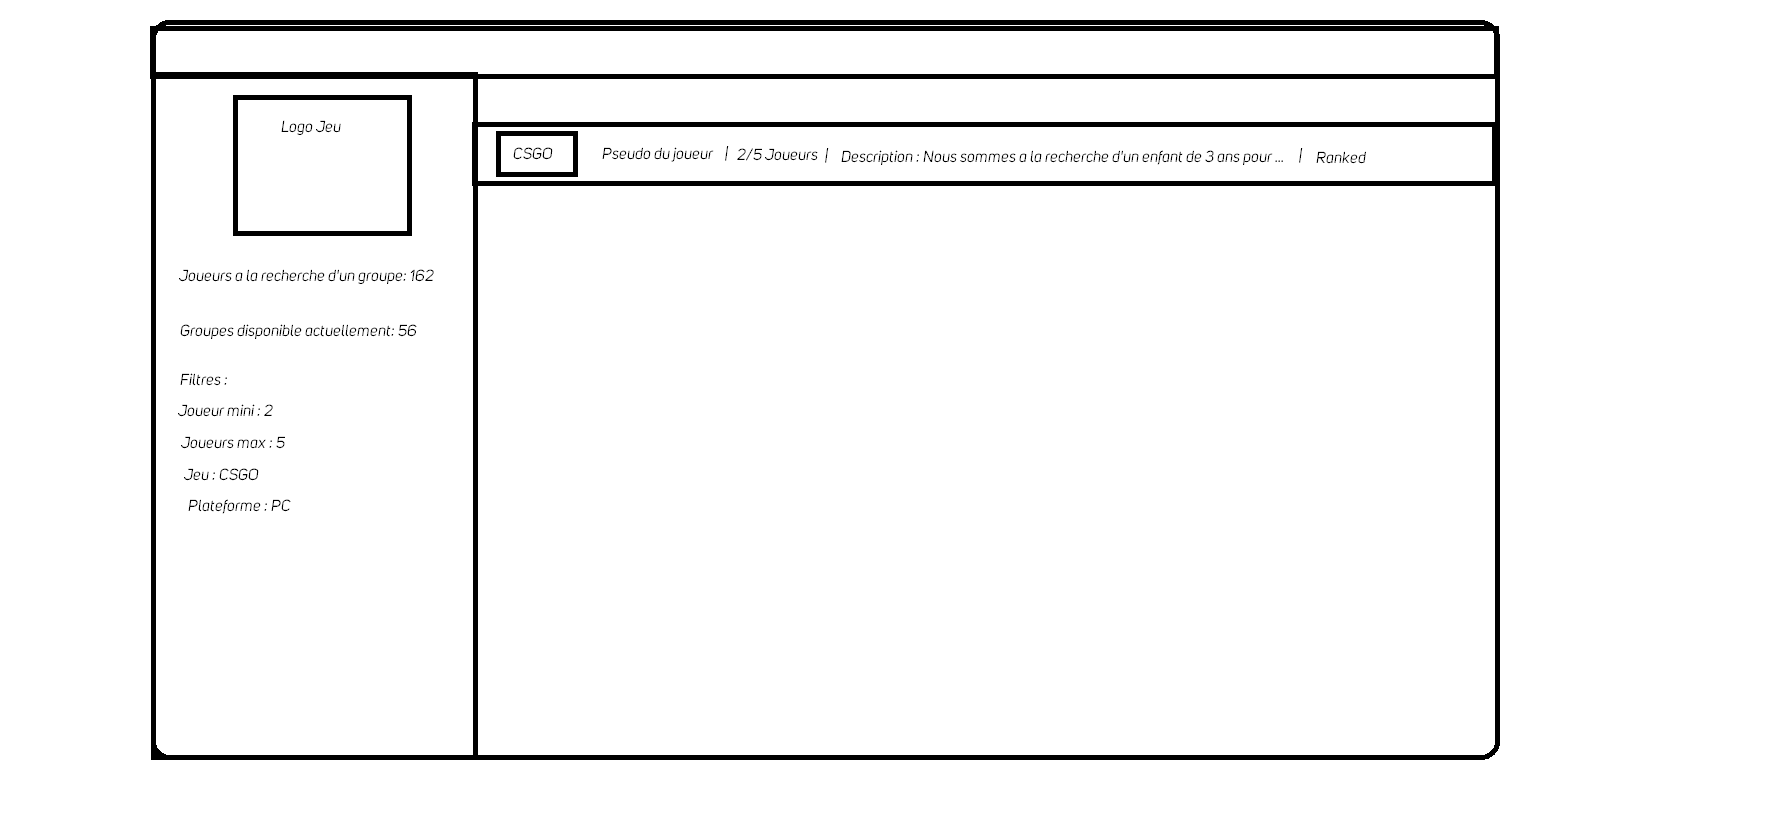 Logo Jeu
Joueurs a la recherche d'un groupe: 162
Groupes disponible actuellement: 56
Filtres :
Joueur mini : 2
Joueurs max : 5
Jeu : CSGO
Plateforme : PC
CSGO Pseudo du joueur | 2/5 Joueurs | Description : Nous sommes a la recherche d'un enfant de 3 ans pour ... | Ranked